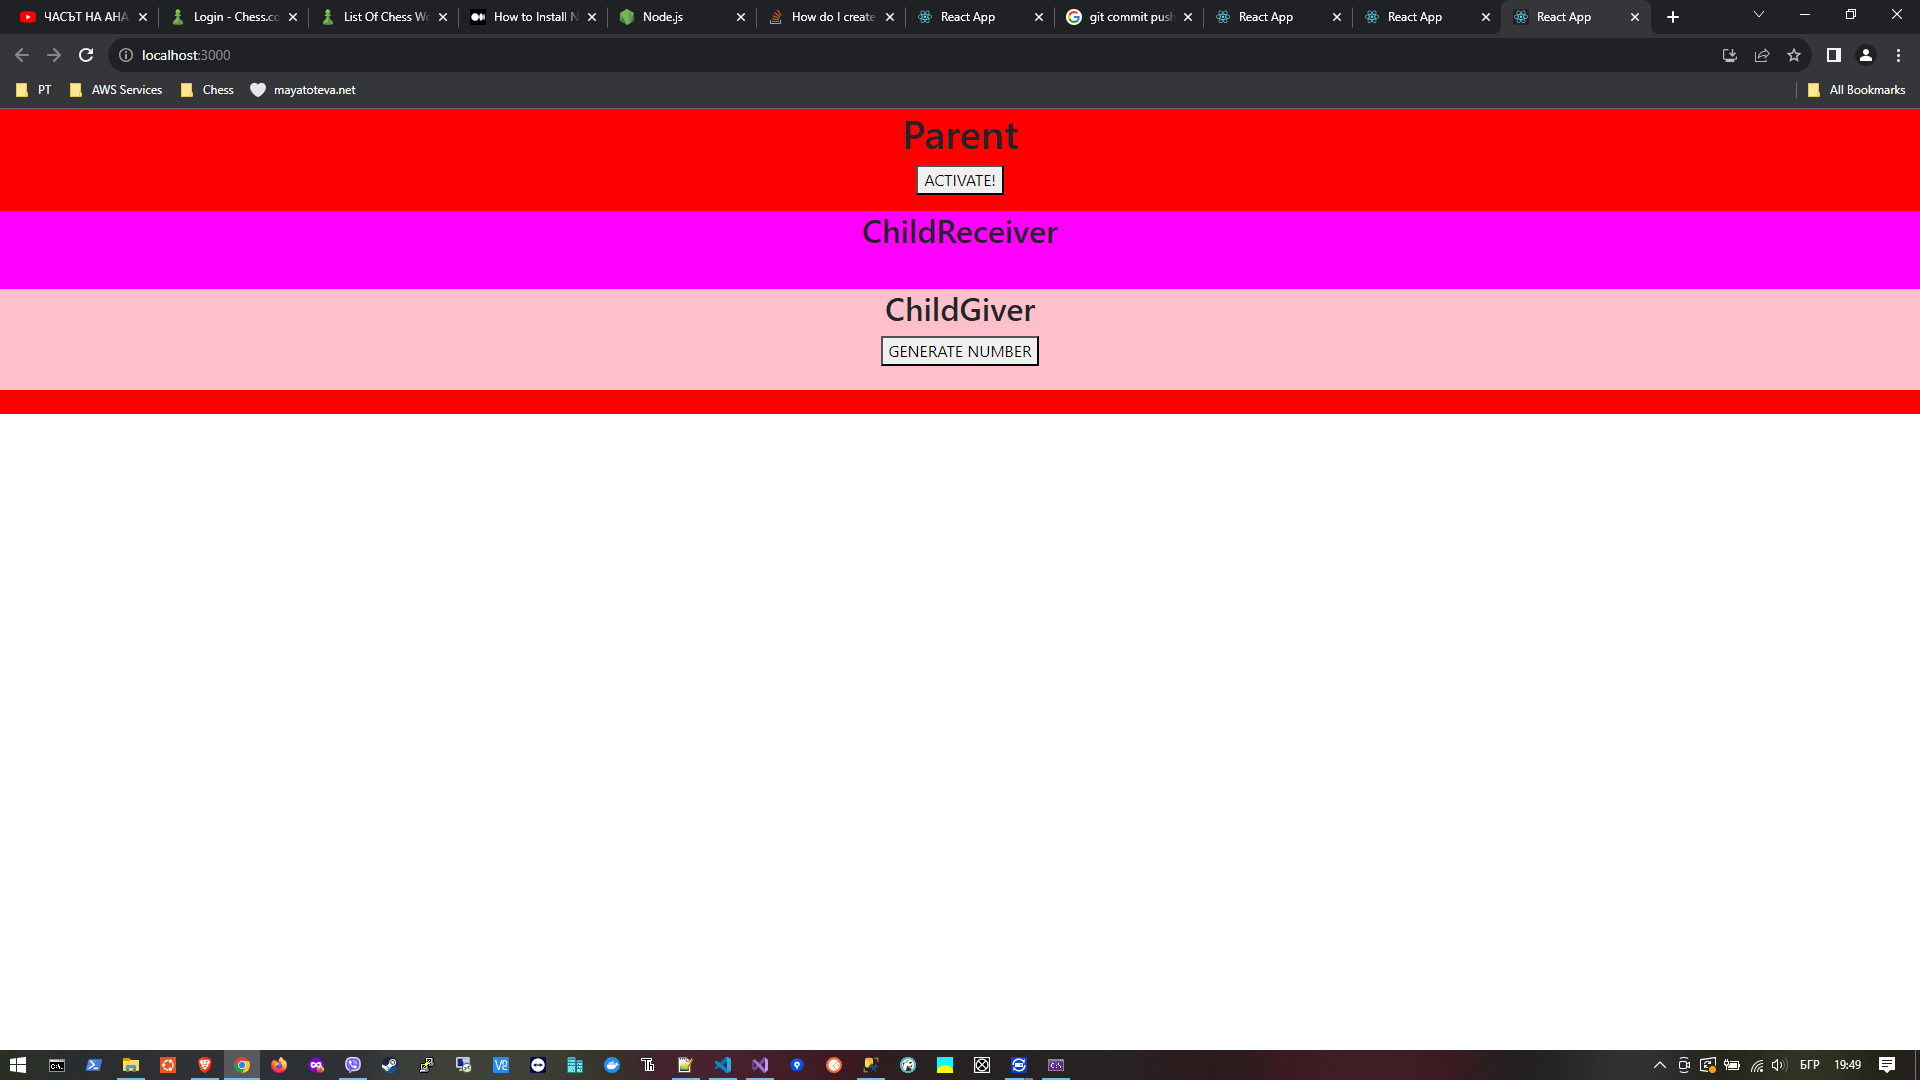 ЧАСЪТ НА АНА
Login - Chess.co
List Of Chess Wo
How to Install N
Node.js
How do I create
React App
git commit push
React App
React App
React App
localhost:3000
PT
AWS Services
Chess
mayatoteva.net
All Bookmarks
Parent
ACTIVATE!
ChildReceiver
ChildGiver
GENERATE NUMBER
БГР
19:49